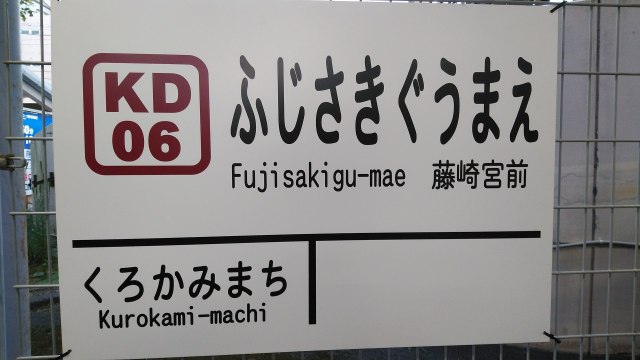 KD
06
ふじさきぐうまえ
Fujisakigu-mae 藤崎宮前
くろかみまち
Kurokami-machi